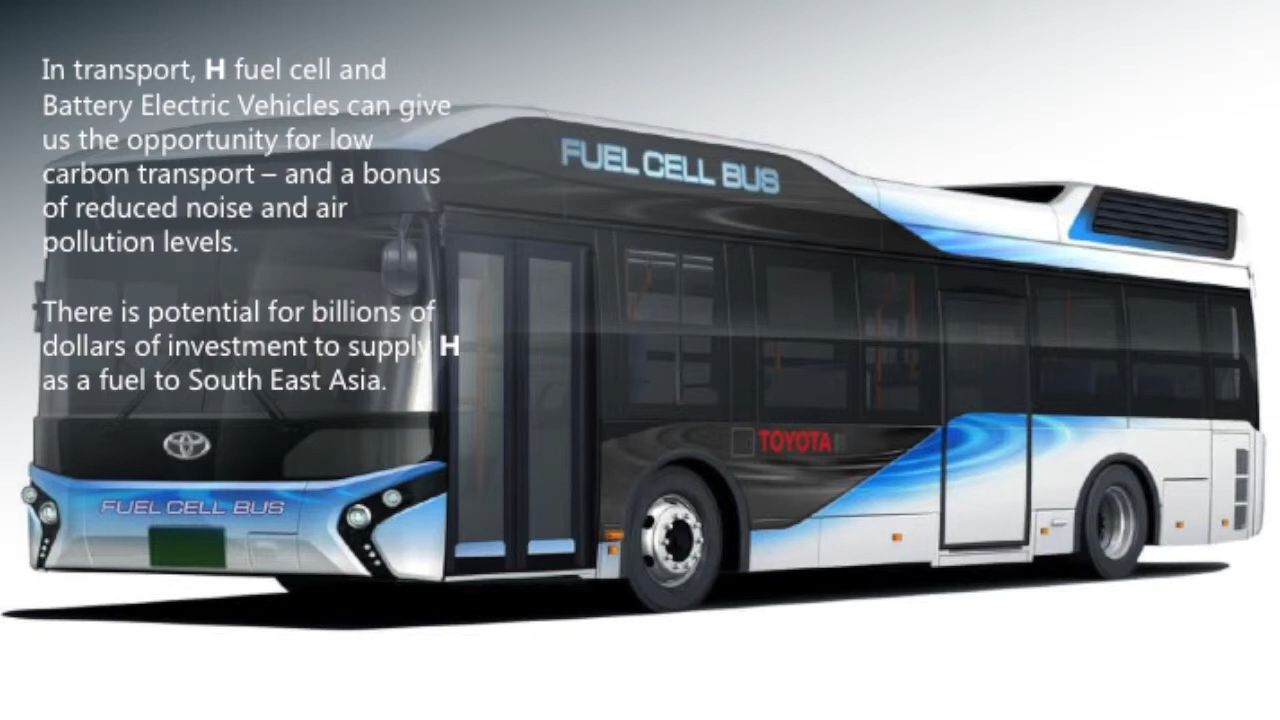 In transport, H fuel cell and
Battery Electric Vehicles can give
us the opportunity for low
carbon transport – and a bonus
of reduced noise and air
pollution levels.
There is potential for billions of
dollars of investment to supply H
as a fuel to South East Asia.
FUEL CELL BUS
TOYOTA
FUEL CELL BUS